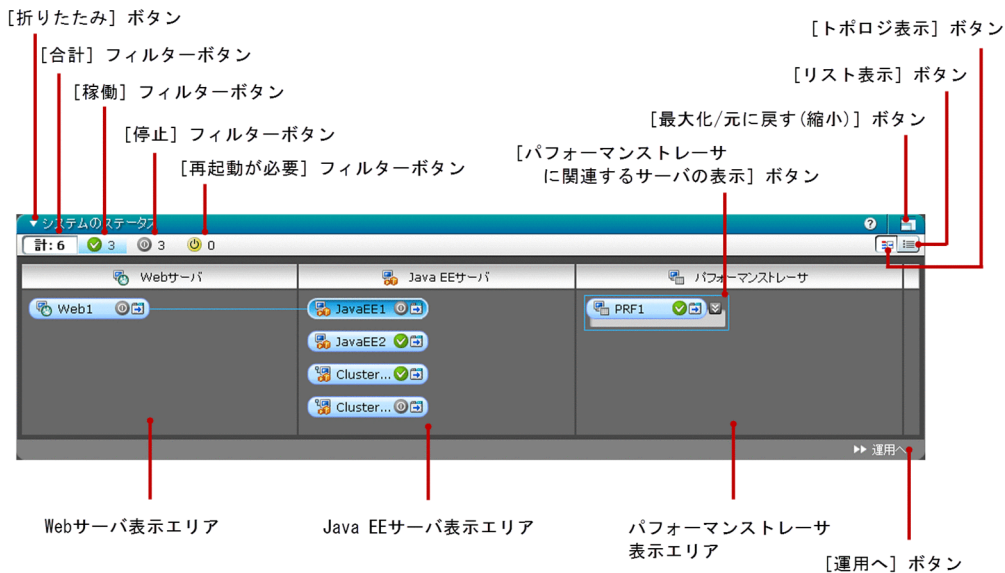 [折りたたみ] ボタン
[合計] フィルターボタン
[稼働] フィルターボタン
[停止] フィルターボタン
[再起動が必要] フィルターボタン
[トポロジ表示] ボタン
[リスト表示] ボタン
[最大化/元に戻す(縮小)] ボタン
[パフォーマンストレーサ
に関連するサーバの表示] ボタン
システムのステータス
計: 6 3 3 0
Webサーバ Java EEサーバ パフォーマンストレーサ
Web1 JavaEE1 PRF1
JavaEE2
Cluster...
Cluster...
運用へ
Webサーバ表示エリア
Java EEサーバ表示エリア
パフォーマンストレーサ
表示エリア
[運用へ] ボタン